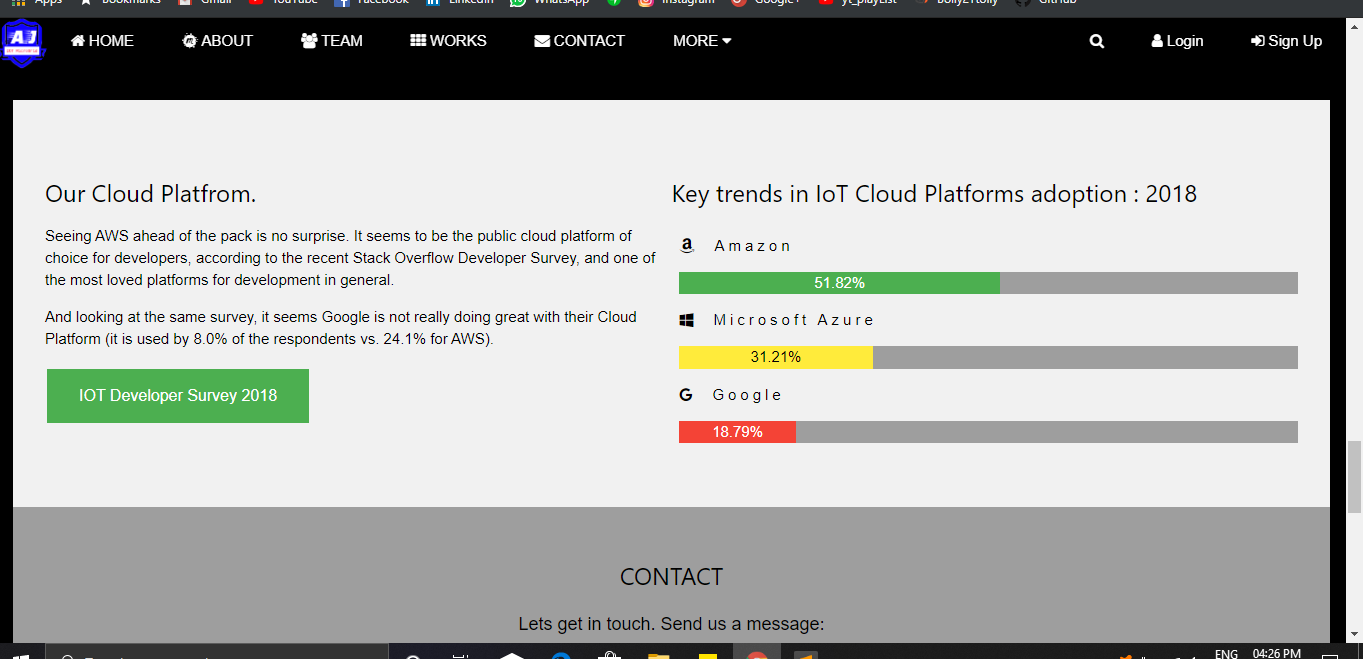 Apps Bookmarks Gmail YouTube Facebook LinkedIn WhatsApp Instagram Google+ yt_playList Bolly2Tolly GitHub
AJ
HOME ABOUT TEAM WORKS CONTACT MORE Login Sign Up
Our Cloud Platfrom.
Seeing AWS ahead of the pack is no surprise. It seems to be the public cloud platform of
choice for developers, according to the recent Stack Overflow Developer Survey, and one of
the most loved platforms for development in general.
And looking at the same survey, it seems Google is not really doing great with their Cloud
Platform (it is used by 8.0% of the respondents vs. 24.1% for AWS).
IOT Developer Survey 2018
Key trends in IoT Cloud Platforms adoption : 2018
Amazon
51.82%
Microsoft Azure
31.21%
Google
18.79%
CONTACT
Lets get in touch. Send us a message:
ENG 04:26 PM